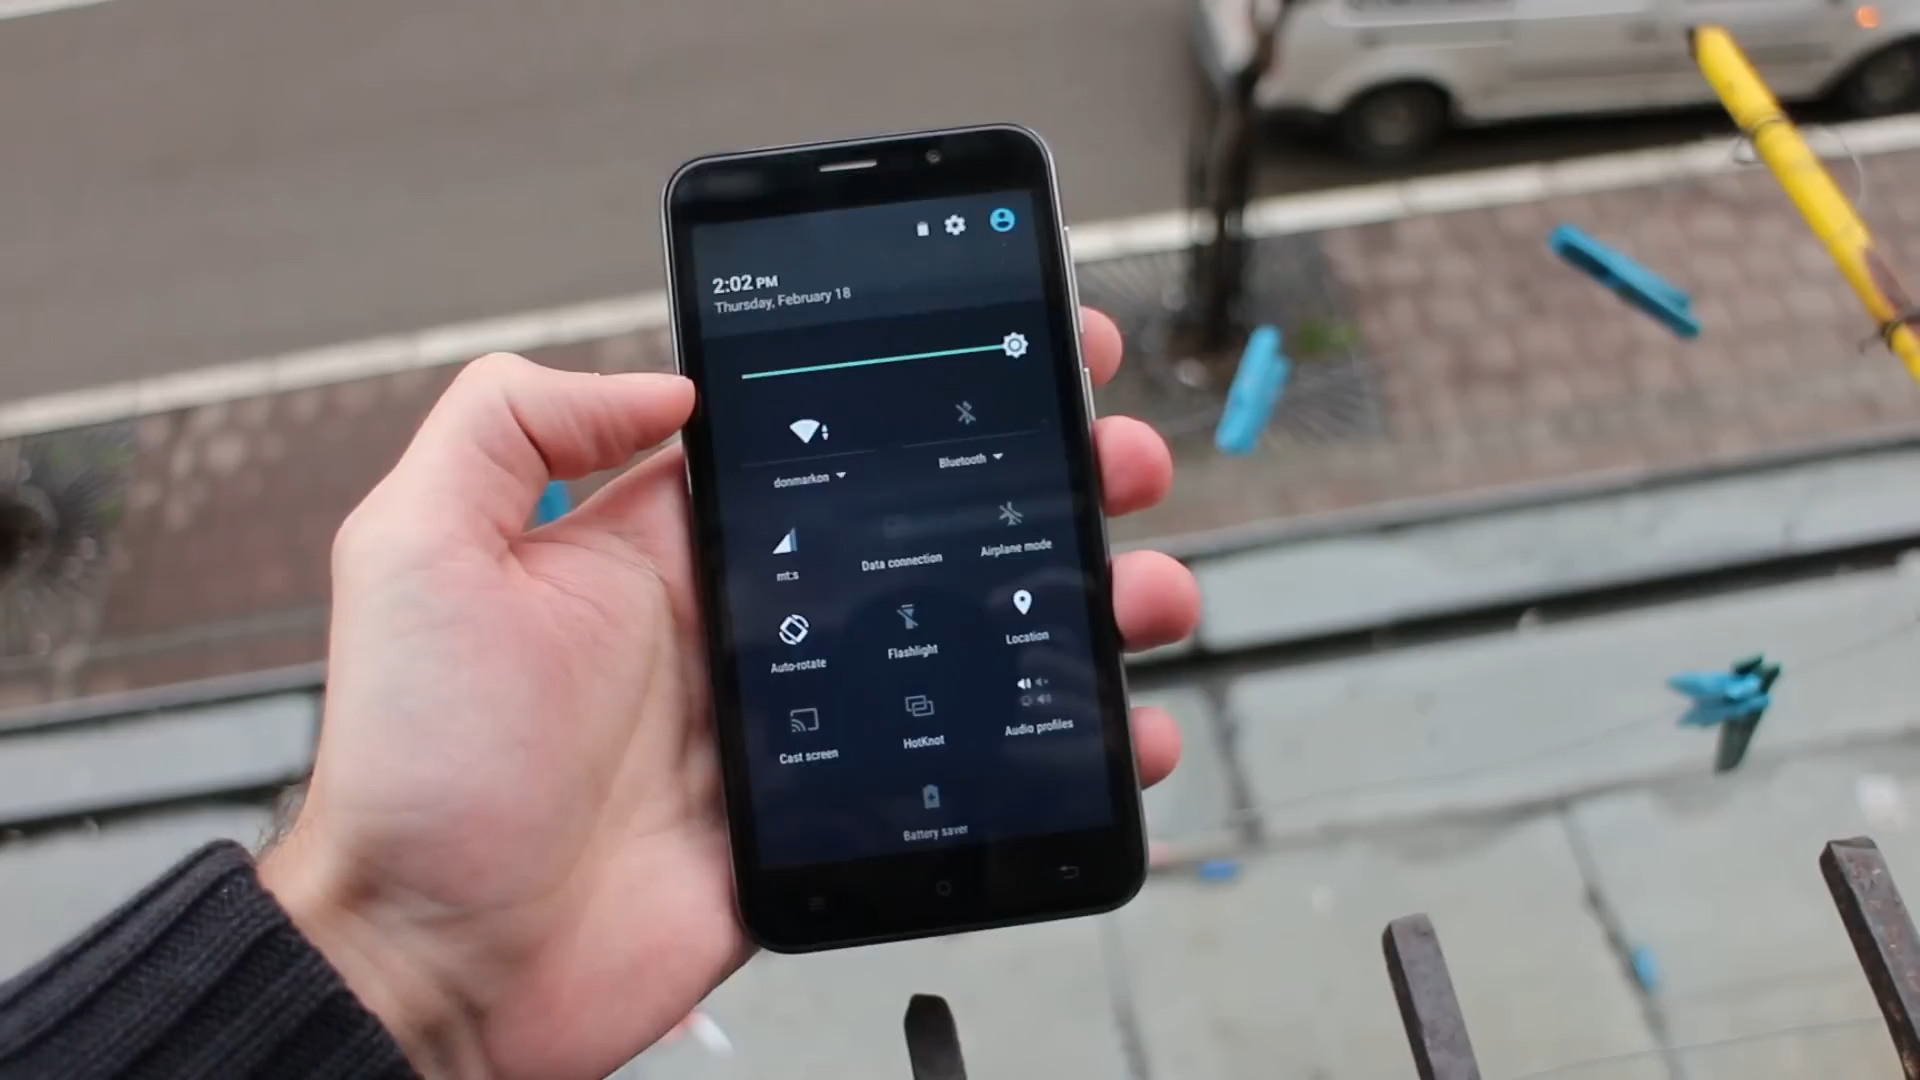 2:02 PM
Thursday, February 18
donmarkon
Bluetooth
mt:s
Data connection
Airplane mode
Auto-rotate
Flashlight
Location
Cast screen
HotKnot
Audio profiles
Battery saver